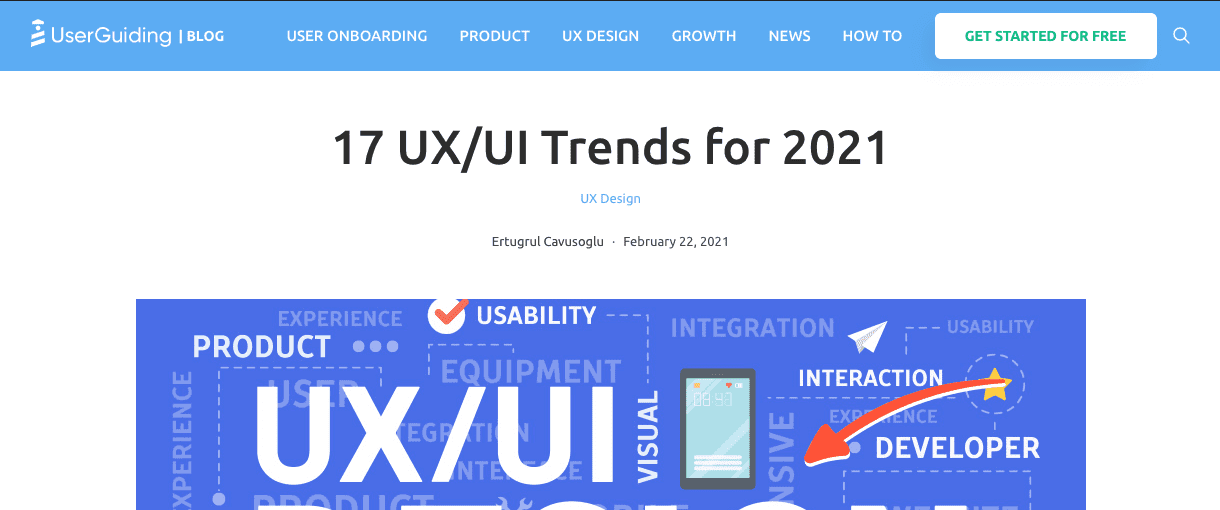 UserGuiding | BLOG
USER ONBOARDING PRODUCT UX DESIGN GROWTH NEWS HOW TO GET STARTED FOR FREE
17 UX/UI Trends for 2021
UX Design
Ertugrul Cavusoglu · February 22, 2021
EXPERIENCE
USABILITY
INTEGRATION
USABILITY
PRODUCT
EQUIPMENT
INTERACTION
USER
UX/UI
VISUAL
08:43
EXPERIENCE
EXPERIENCE
TEGRATION
DEVELOPER
INTERFACE
NSIVE
PRODUCT